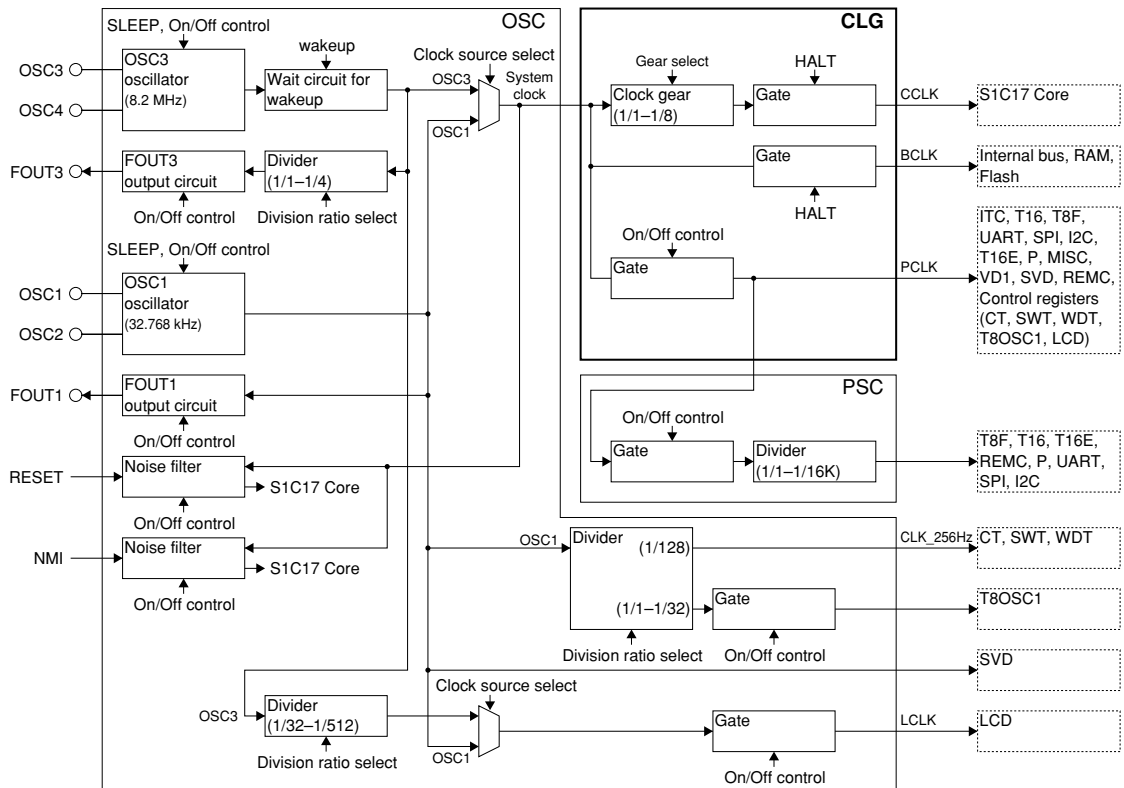 OSC
CLG
SLEEP, On/Off control
OSC3
OSC4
OSC3
oscillator
(8.2 MHz)
wakeup
Wait circuit for
wakeup
Clock source select
OSC3
OSC1
System
clock
Gear select
Clock gear
(1/1–1/8)
HALT
Gate
CCLK
S1C17 Core
FOUT3
FOUT3
output circuit
On/Off control
Divider
(1/1–1/4)
Division ratio select
Gate
HALT
BCLK
Internal bus, RAM,
Flash
SLEEP, On/Off control
OSC1
OSC2
OSC1
oscillator
(32.768 kHz)
On/Off control
Gate
PCLK
ITC, T16, T8F,
UART, SPI, I2C,
T16E, P, MISC,
VD1, SVD, REMC,
Control registers
(CT, SWT, WDT,
T8OSC1, LCD)
FOUT1
FOUT1
output circuit
On/Off control
PSC
On/Off control
Gate
Divider
(1/1–1/16K)
T8F, T16, T16E,
REMC, P, UART,
SPI, I2C
RESET
Noise filter
S1C17 Core
On/Off control
NMI
Noise filter
S1C17 Core
On/Off control
OSC1
Divider
(1/128)
(1/1–1/32)
Division ratio select
CLK_256Hz
CT, SWT, WDT
Gate
On/Off control
T8OSC1
SVD
OSC3
Divider
(1/32–1/512)
Division ratio select
Clock source select
OSC1
Gate
On/Off control
LCLK
LCD